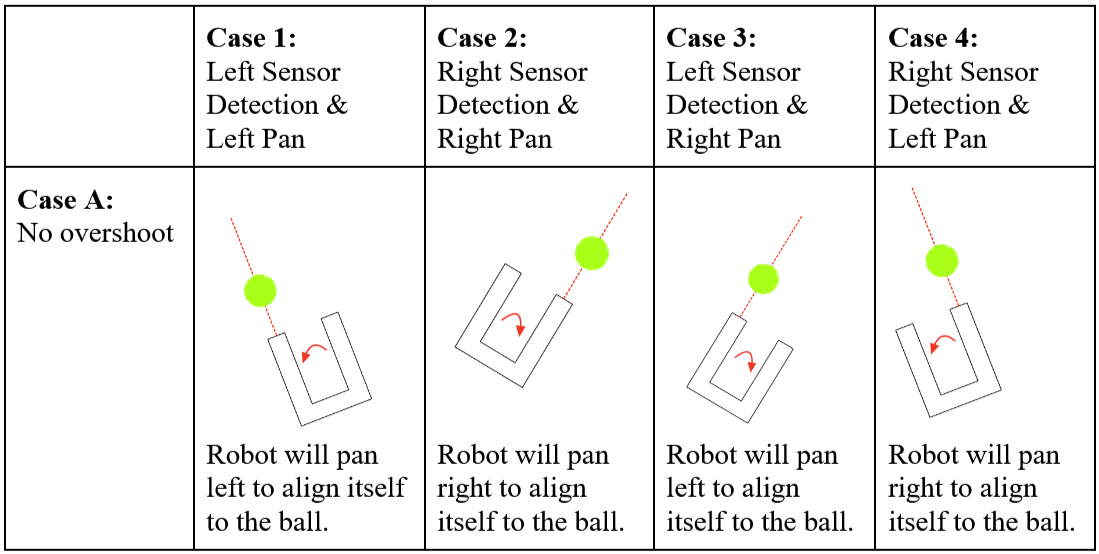 Case 1:
Left Sensor
Detection &
Left Pan
Case 2:
Right Sensor
Detection &
Right Pan
Case 3:
Left Sensor
Detection &
Right Pan
Case 4:
Right Sensor
Detection &
Left Pan
Case A:
No overshoot
Robot will pan
left to align itself
to the ball.
Robot will pan
right to align
itself to the ball.
Robot will pan
left to align
itself to the ball.
Robot will pan
right to align
itself to the ball.